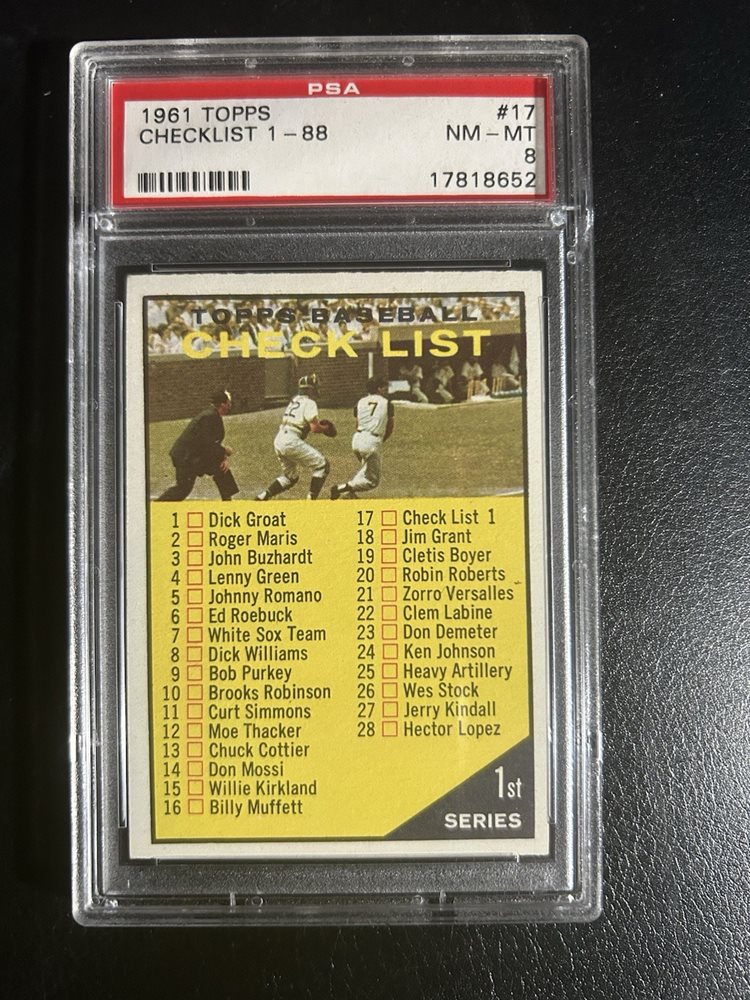 PSA
1961 TOPPS #17
CHECKLIST 1-88 NM-MT
8
17818652
TOPPS BASEBALL
CHECK LIST
12 7
1 Dick Groat
2 Roger Maris
3 John Buzhardt
4 Lenny Green
5 Johnny Romano
6 Ed Roebuck
7 White Sox Team
8 Dick Williams
9 Bob Purkey
10 Brooks Robinson
11 Curt Simmons
12 Moe Thacker
13 Chuck Cottier
14 Don Mossi
15 Willie Kirkland
16 Billy Muffett
17 Check List 1
18 Jim Grant
19 Cletis Boyer
20 Robin Roberts
21 Zorro Versalles
22 Clem Labine
23 Don Demeter
24 Ken Johnson
25 Heavy Artillery
26 Wes Stock
27 Jerry Kindall
28 Hector Lopez
1st
SERIES